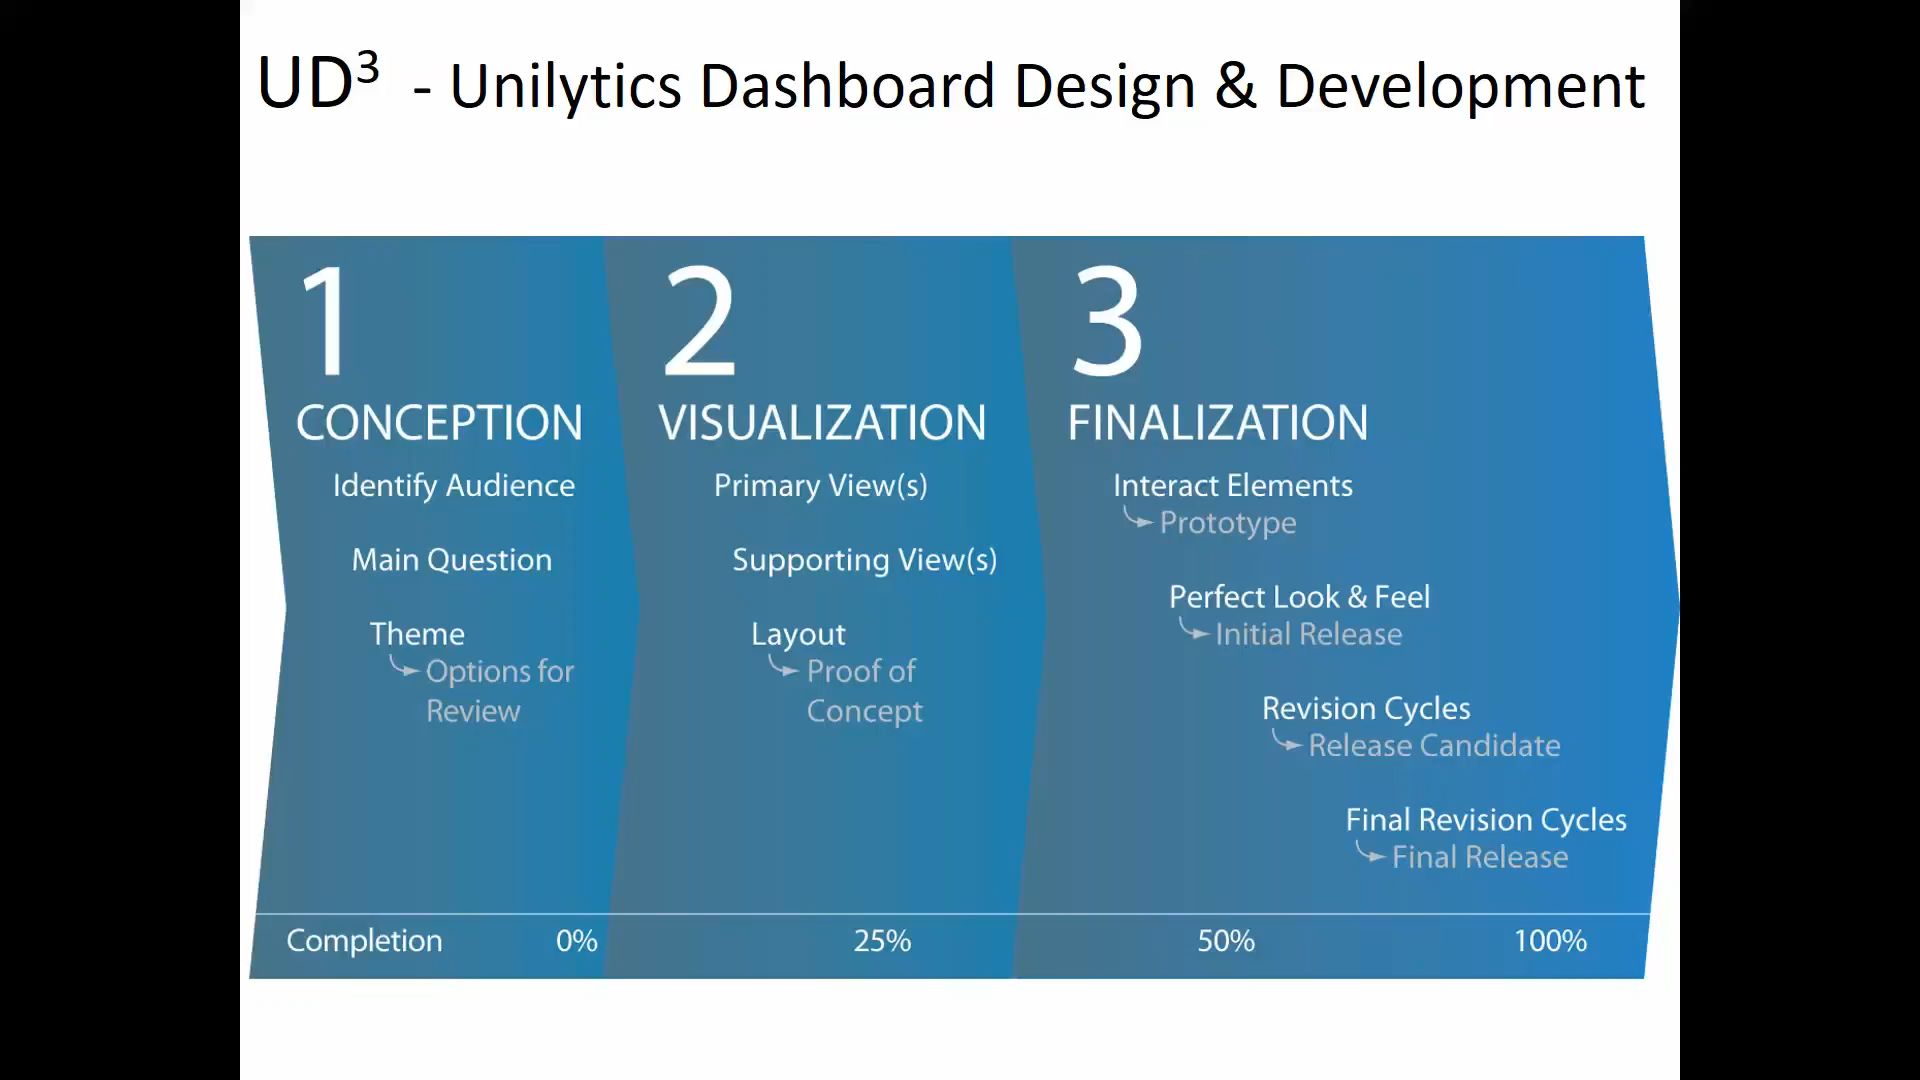 UD³ - Unilytics Dashboard Design & Development
1
CONCEPTION
Identify Audience
Main Question
Theme
Options for
Review
2
VISUALIZATION
Primary View(s)
Supporting View(s)
Layout
Proof of
Concept
3
FINALIZATION
Interact Elements
Prototype
Perfect Look & Feel
Initial Release
Revision Cycles
Release Candidate
Final Revision Cycles
Final Release
Completion 0% 25% 50% 100%